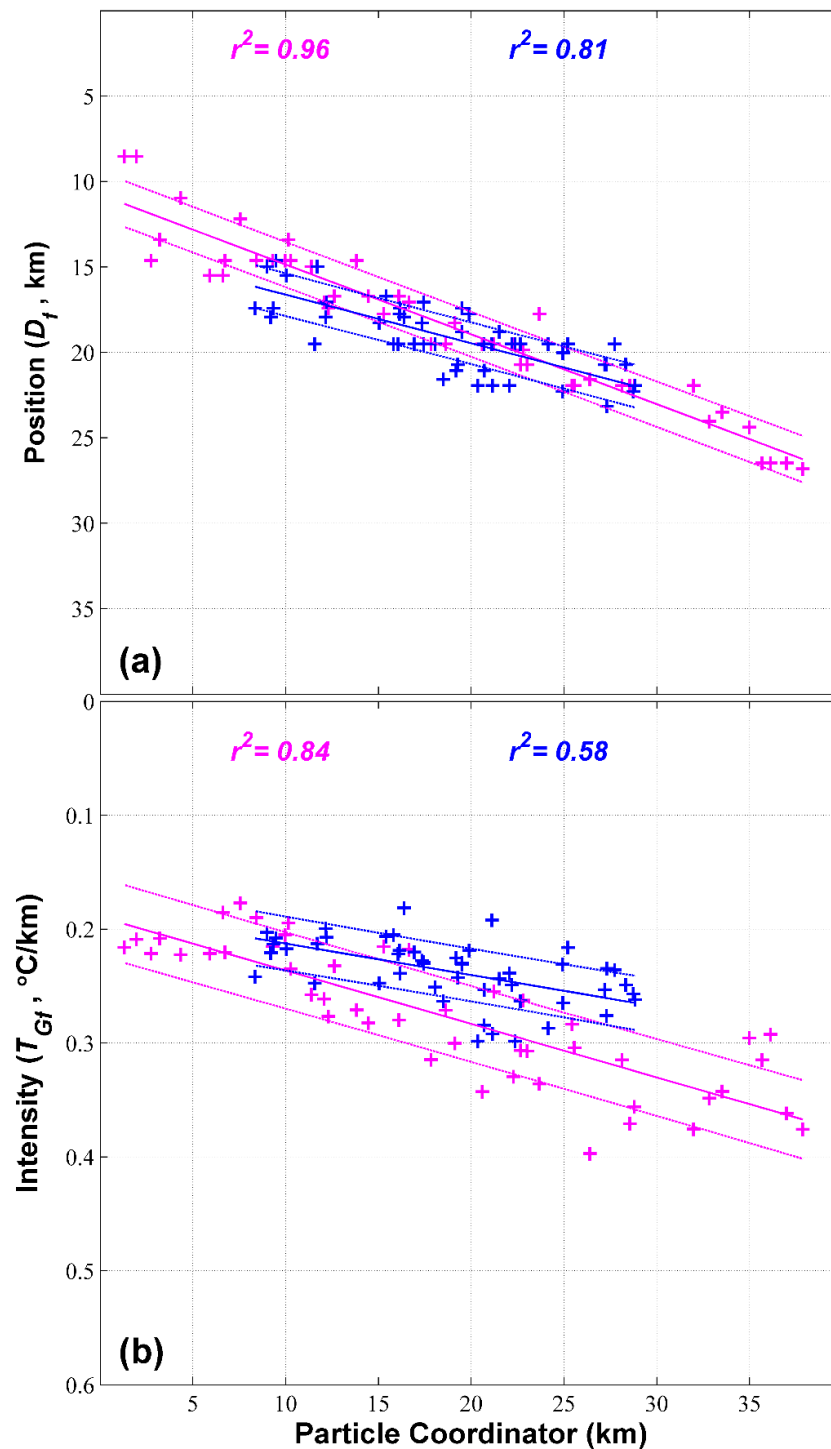 r²= 0.96 r²= 0.81
5
10
15
20
25
30
35
Position (D_f , km)
(a)
0
r²= 0.84 r²= 0.58
0.1
0.2
0.3
0.4
0.5
0.6
Intensity (T_Gf , °C/km)
(b)
5 10 15 20 25 30 35
Particle Coordinator (km)